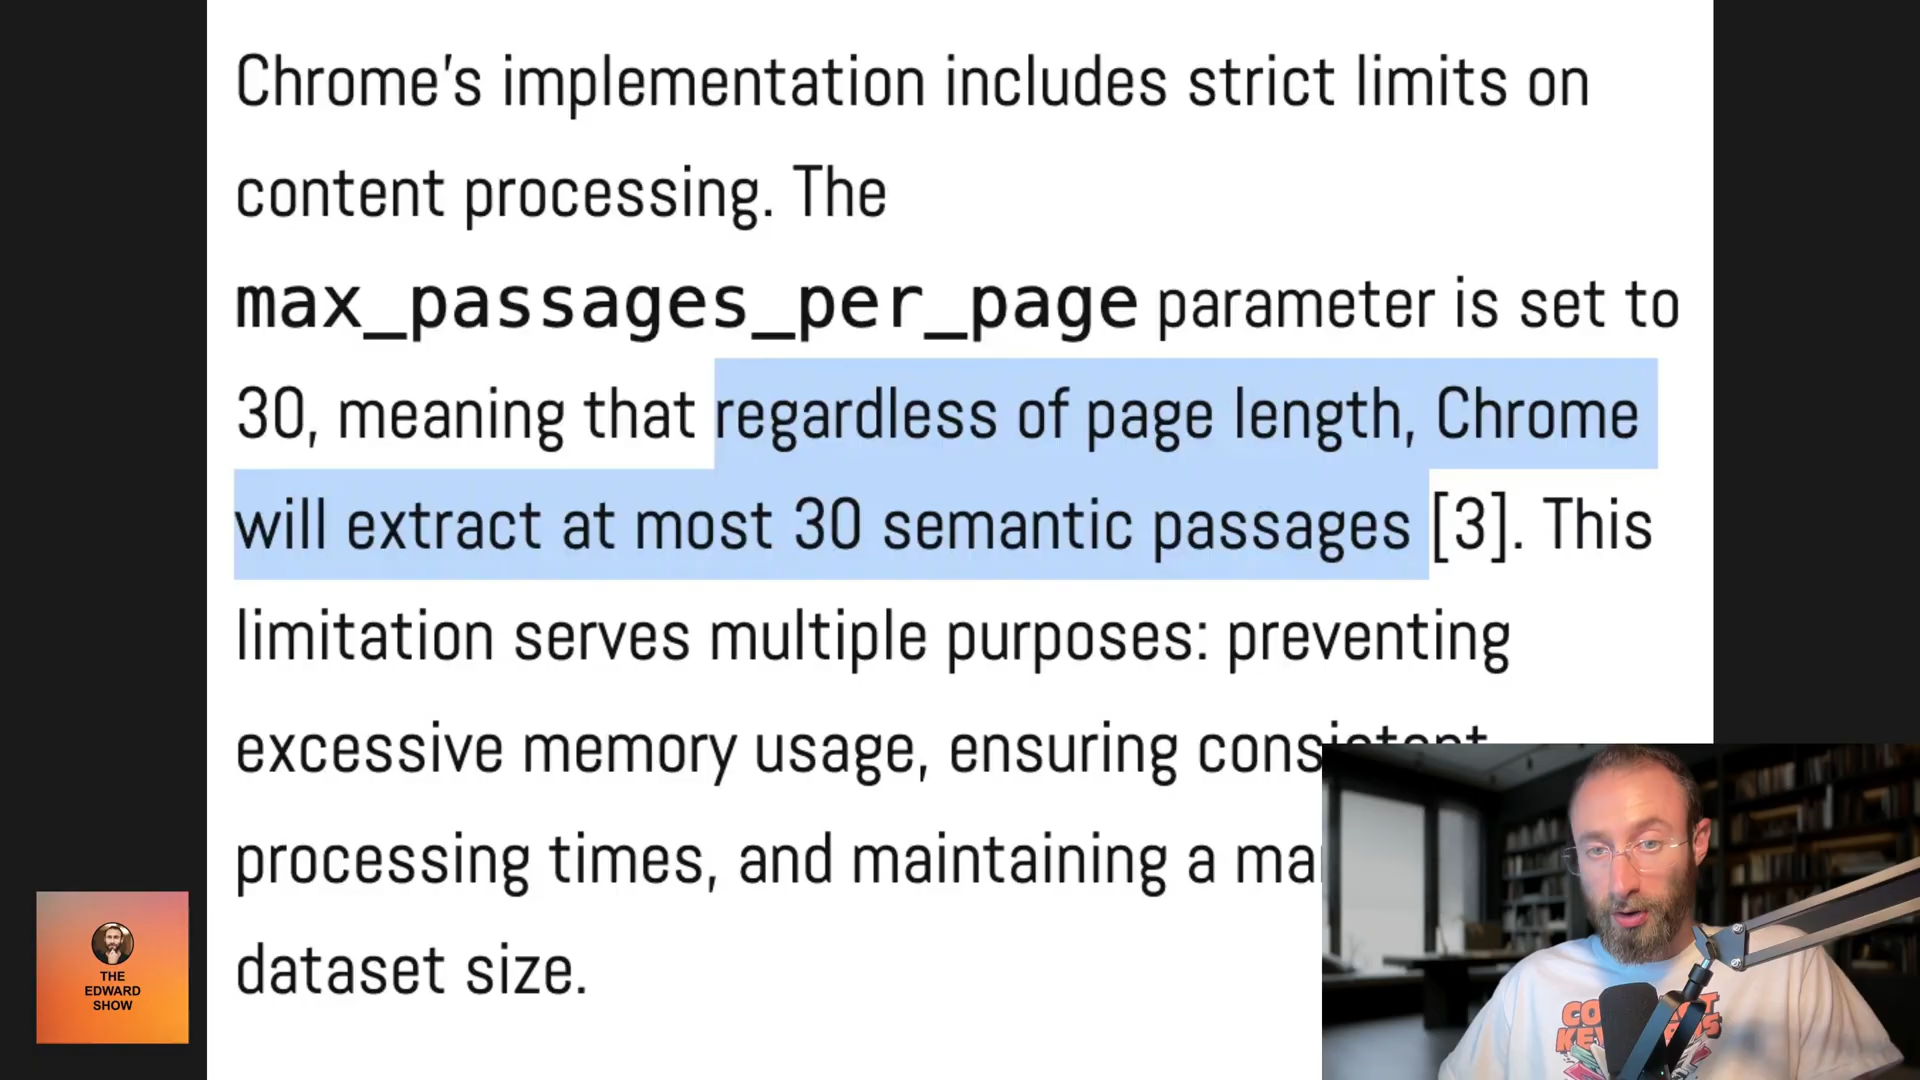 Chrome's implementation includes strict limits on
content processing. The
max_passages_per_page parameter is set to
30, meaning that regardless of page length, Chrome
will extract at most 30 semantic passages [3]. This
limitation serves multiple purposes: preventing
excessive memory usage, ensuring consistent
processing times, and maintaining a
dataset size.
THE
EDWARD
SHOW